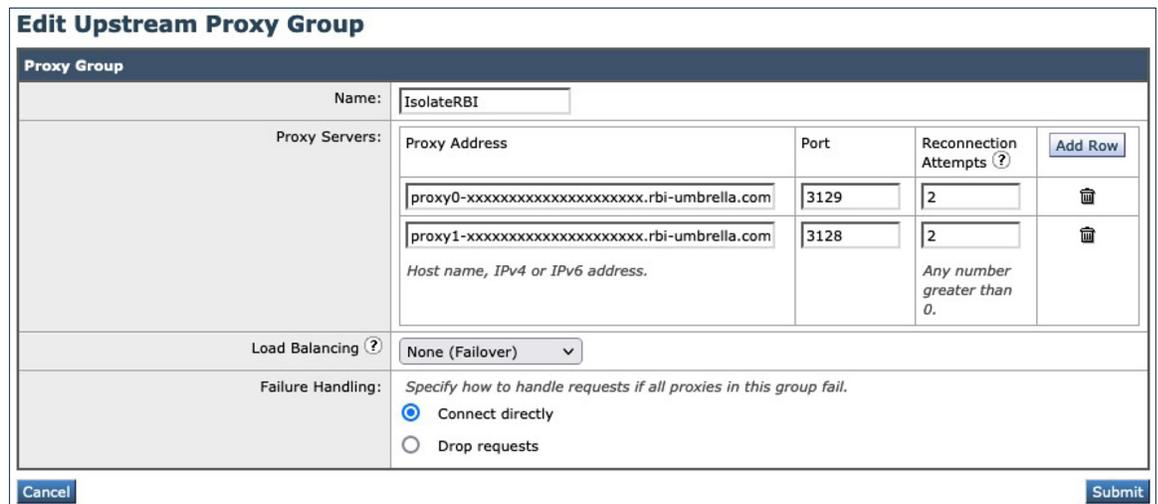 Edit Upstream Proxy Group
Proxy Group
Name:
IsolateRBI
Proxy Servers:
Proxy Address
Port
Reconnection
Attempts ?
Add Row
proxy0-xxxxxxxxxxxxxxxxxxxxx.rbi-umbrella.com
3129
2
proxy1-xxxxxxxxxxxxxxxxxxxxx.rbi-umbrella.com
3128
2
Host name, IPv4 or IPv6 address.
Any number
greater than
0.
Load Balancing ?
None (Failover)
Failure Handling:
Specify how to handle requests if all proxies in this group fail.
Connect directly
Drop requests
Cancel
Submit